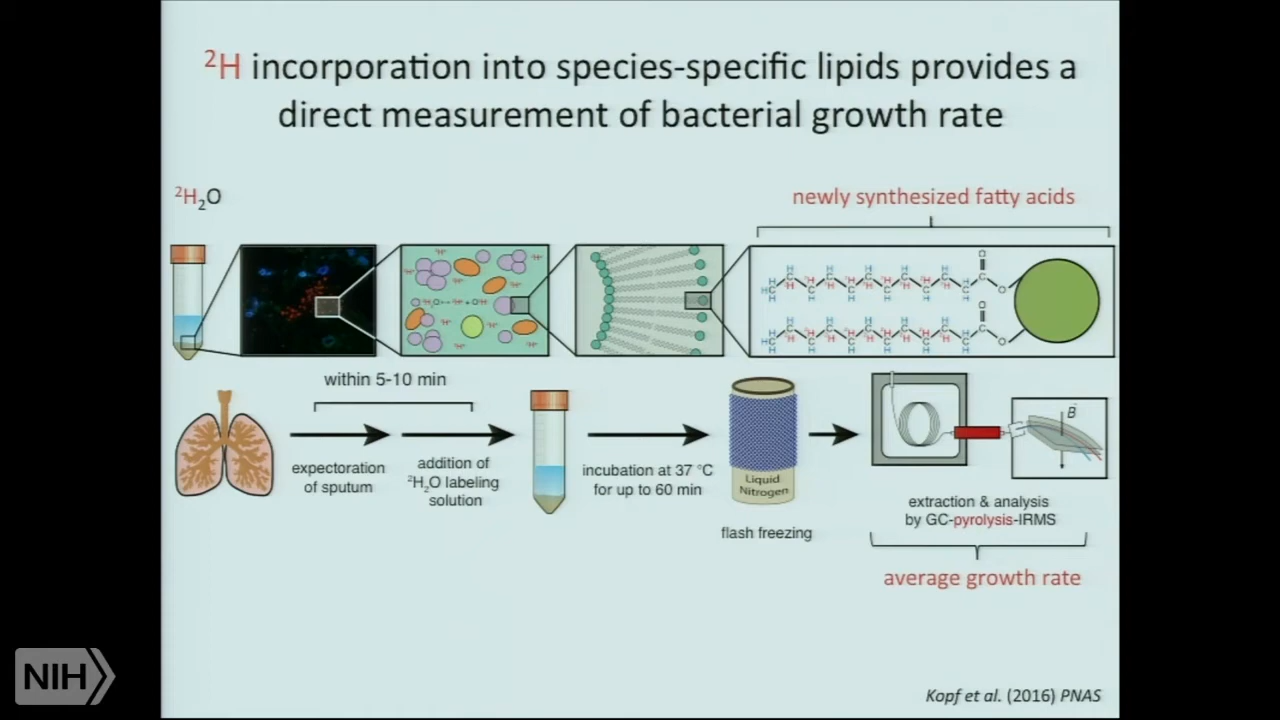 ²H incorporation into species-specific lipids provides a
direct measurement of bacterial growth rate
²H₂O
newly synthesized fatty acids
within 5-10 min
expectoration
of sputum
addition of
²H₂O labeling
solution
incubation at 37 °C
for up to 60 min
Liquid
Nitrogen
flash freezing
B
extraction & analysis
by GC-pyrolysis-IRMS
average growth rate
Kopf et al. (2016) PNAS
NIH